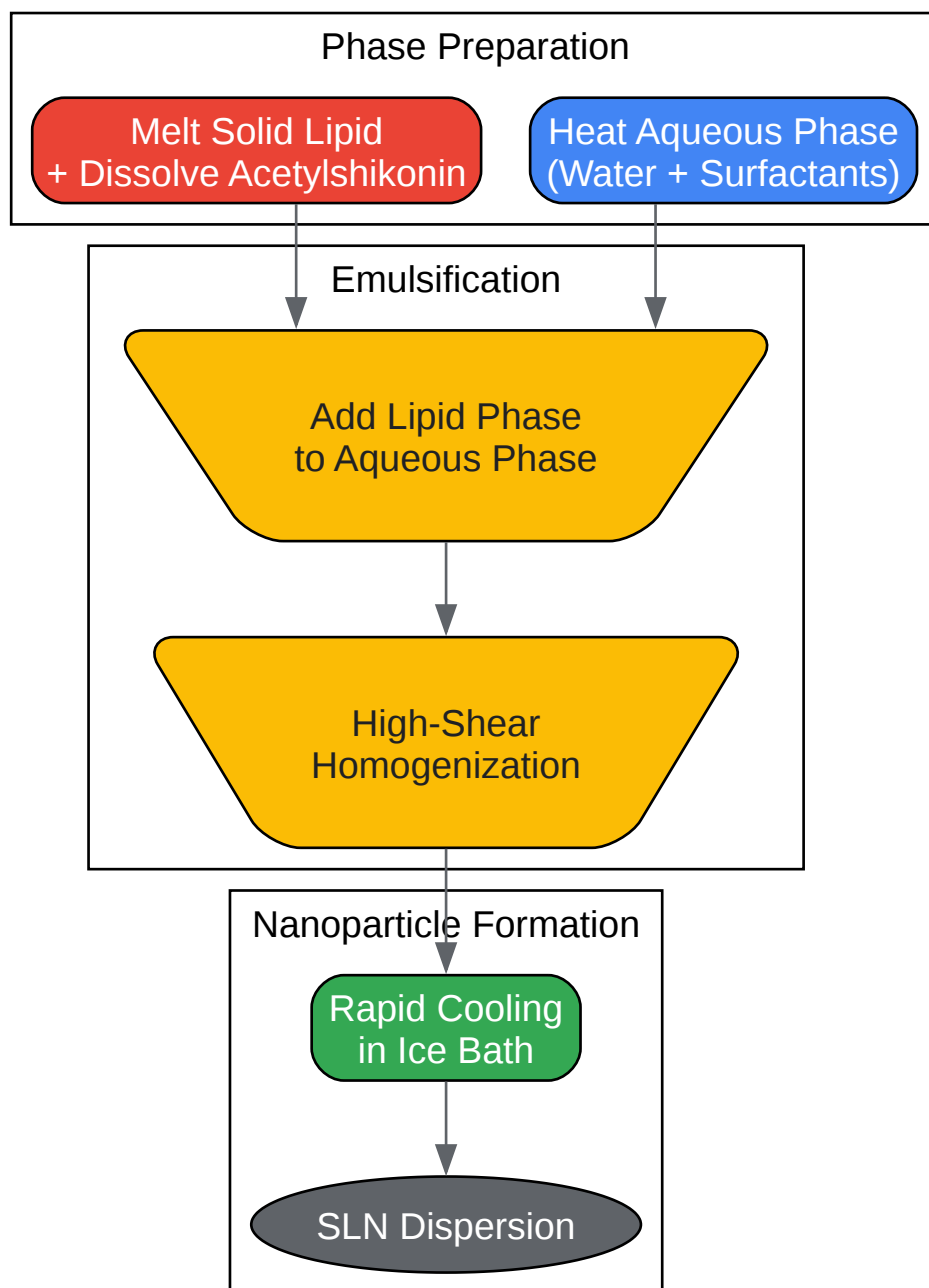 Phase Preparation
Melt Solid Lipid
+ Dissolve Acetylshikonin
Heat Aqueous Phase
(Water + Surfactants)
Emulsification
Add Lipid Phase
to Aqueous Phase
High-Shear
Homogenization
Nanoparticle Formation
Rapid Cooling
in Ice Bath
SLN Dispersion